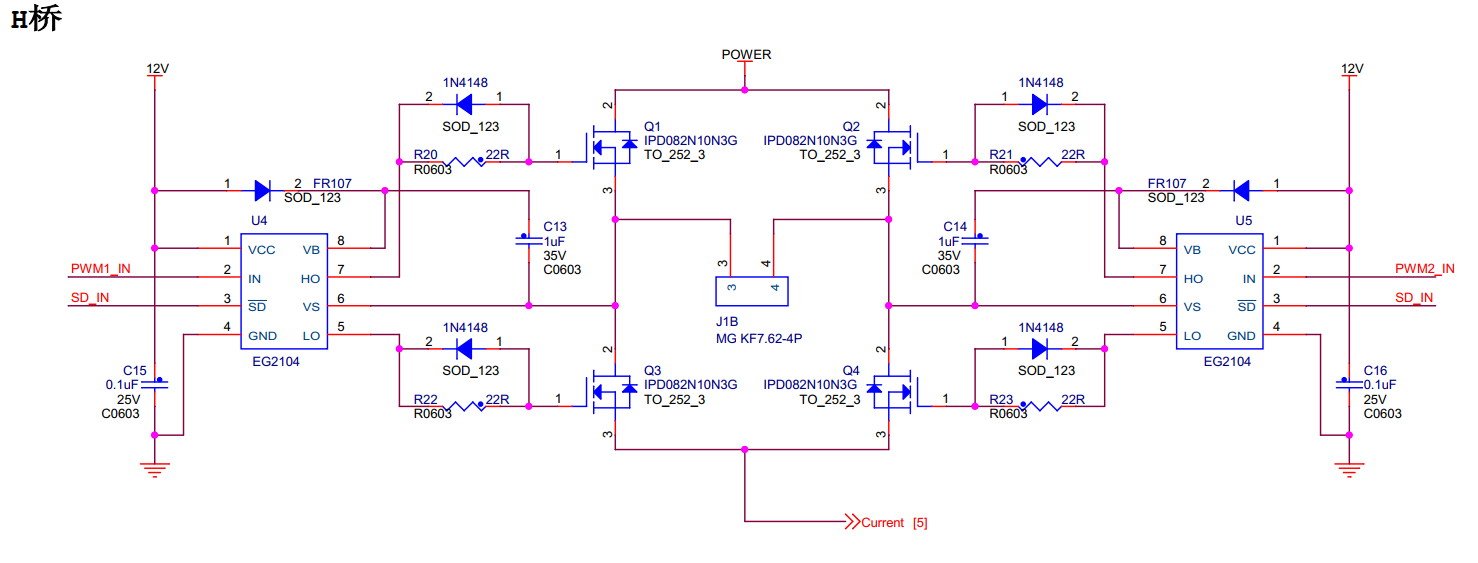 H桥
POWER
12V
12V
1N4148
2 1
SOD_123
R20 22R
R0603
1
2
Q1
IPD082N10N3G
TO_252_3
3
2
Q2
IPD082N10N3G
TO_252_3
3
1
1N4148
1 2
SOD_123
R21 22R
R0603
1 2 FR107
SOD_123
FR107 2 1
SOD_123
U4
1 VCC VB 8
2 IN HO 7
3 SD VS 6
4 GND LO 5
EG2104
PWM1_IN
SD_IN
C13
1uF
35V
C0603
3 4
3 4
J1B
MG KF7.62-4P
C14
1uF
35V
C0603
U5
8 VB VCC 1
7 HO IN 2
6 VS SD 3
5 LO GND 4
EG2104
PWM2_IN
SD_IN
C15
0.1uF
25V
C0603
1N4148
2 1
SOD_123
R22 22R
R0603
1
2
Q3
IPD082N10N3G
TO_252_3
3
2
Q4
IPD082N10N3G
TO_252_3
3
1
1N4148
1 2
SOD_123
R23 22R
R0603
C16
0.1uF
25V
C0603
Current [5]